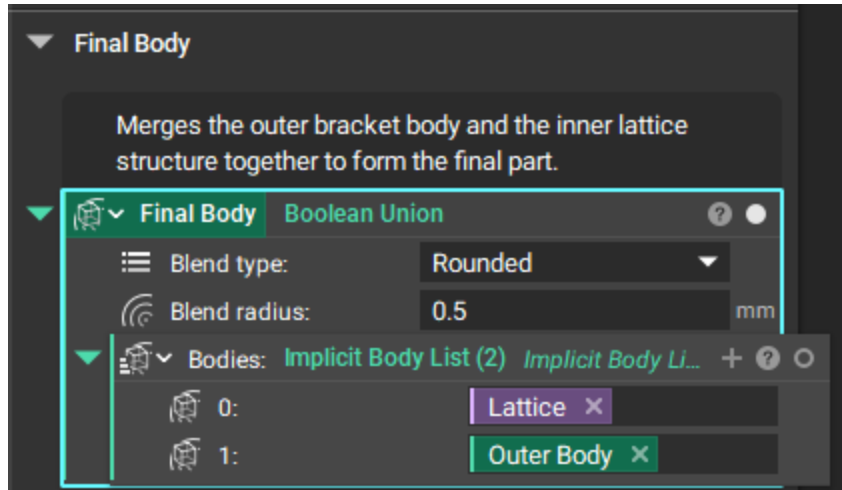 Final Body
Merges the outer bracket body and the inner lattice
structure together to form the final part.
Final Body Boolean Union ?
Blend type: Rounded
Blend radius: 0.5 mm
Bodies: Implicit Body List (2) Implicit Body Li... + ?
0: Lattice ×
1: Outer Body ×